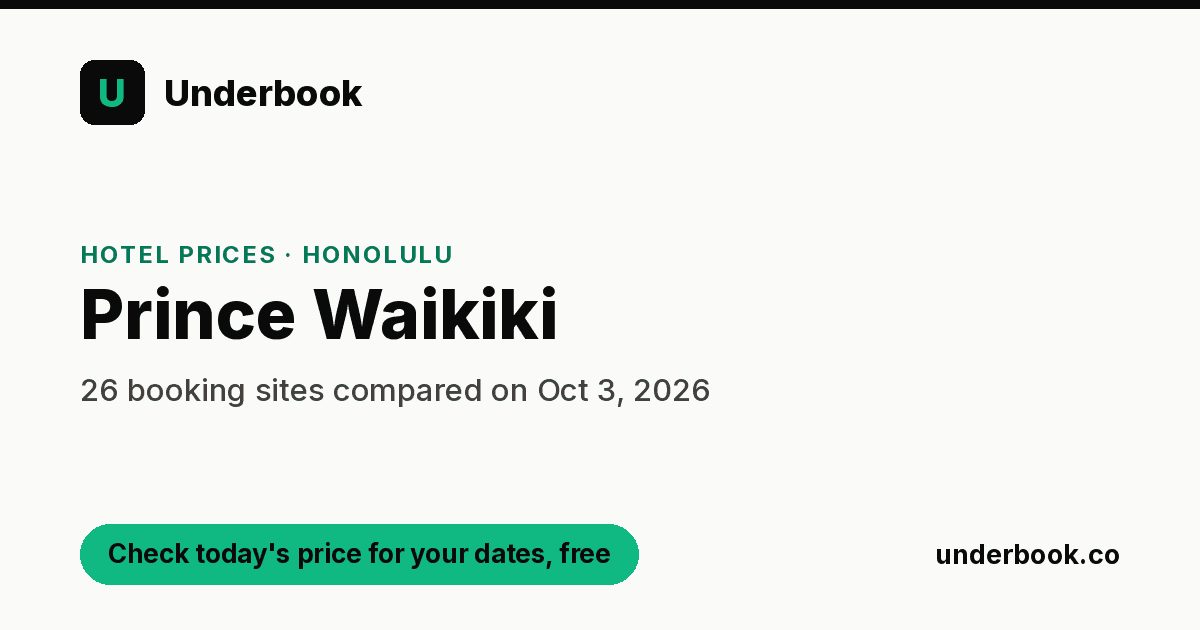 U Underbook
HOTEL PRICES · HONOLULU
Prince Waikiki
26 booking sites compared on Oct 3, 2026
Check today's price for your dates, free
underbook.co